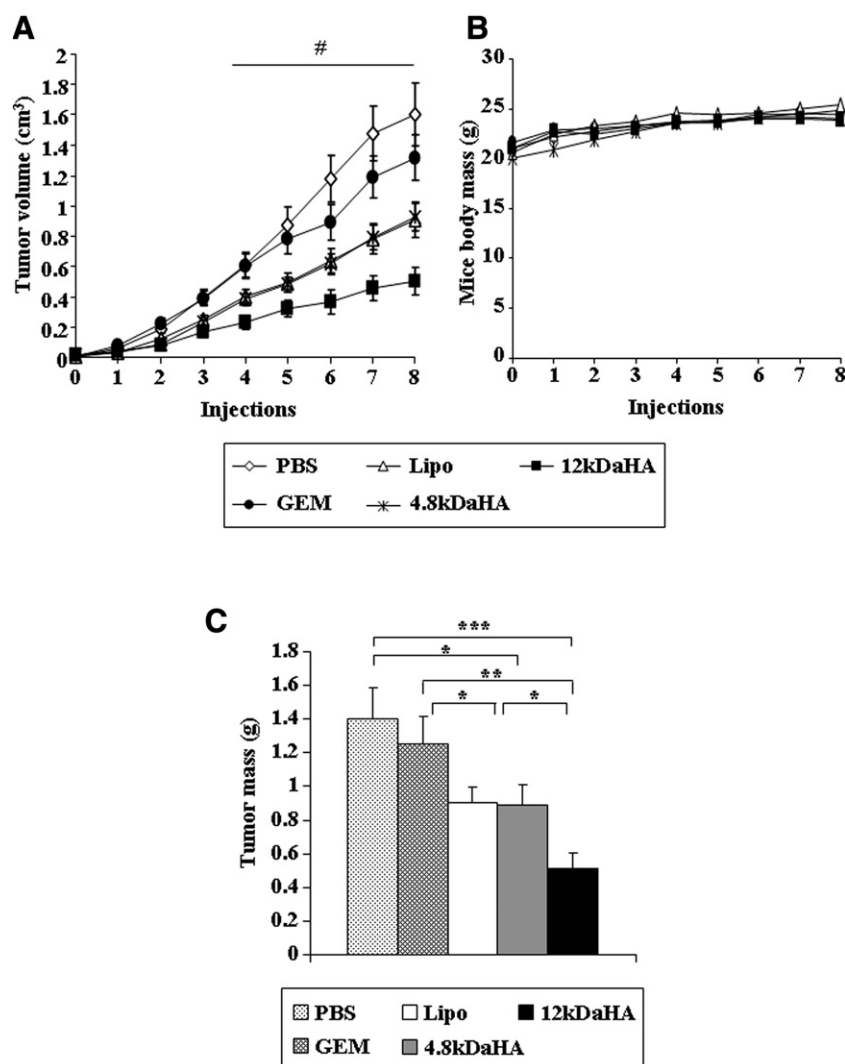 A
B
#
Tumor volume (cm³)
2
1.8
1.6
1.4
1.2
1
0.8
0.6
0.4
0.2
0
0 1 2 3 4 5 6 7 8
Injections
Mice body mass (g)
30
25
20
15
10
5
0
0 1 2 3 4 5 6 7 8
Injections
PBS Lipo 12kDaHA
GEM 4.8kDaHA
C
***
*
**
* *
Tumor mass (g)
1.8
1.6
1.4
1.2
1
0.8
0.6
0.4
0.2
0
PBS Lipo 12kDaHA
GEM 4.8kDaHA